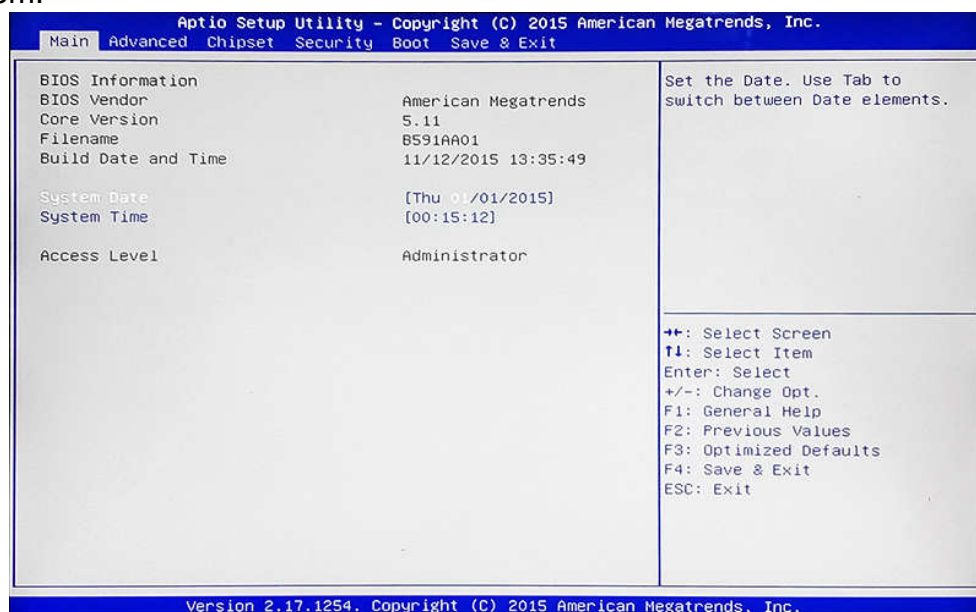 Aptio Setup Utility – Copyright (C) 2015 American Megatrends, Inc.
Main Advanced Chipset Security Boot Save & Exit
BIOS Information
BIOS Vendor American Megatrends
Core Version 5.11
Filename B591AA01
Build Date and Time 11/12/2015 13:35:49
System Date [Thu 01/01/2015]
System Time [00:15:12]
Access Level Administrator
Set the Date. Use Tab to
switch between Date elements.
→←: Select Screen
↑↓: Select Item
Enter: Select
+/-: Change Opt.
F1: General Help
F2: Previous Values
F3: Optimized Defaults
F4: Save & Exit
ESC: Exit
Version 2.17.1254. Copyright (C) 2015 American Megatrends, Inc.